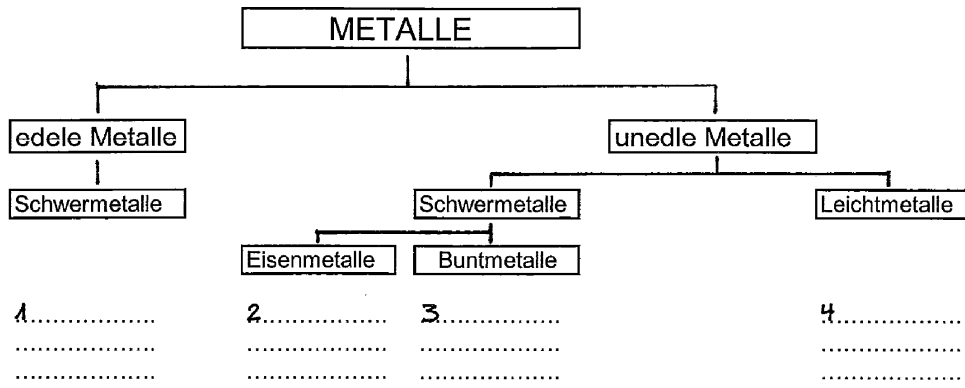 METALLE
edele Metalle unedle Metalle
Schwermetalle Schwermetalle Leichtmetalle
Eisenmetalle Buntmetalle
1.................. 2.................. 3.................. 4..................
.................. .................. .................. ..................
.................. .................. .................. ..................